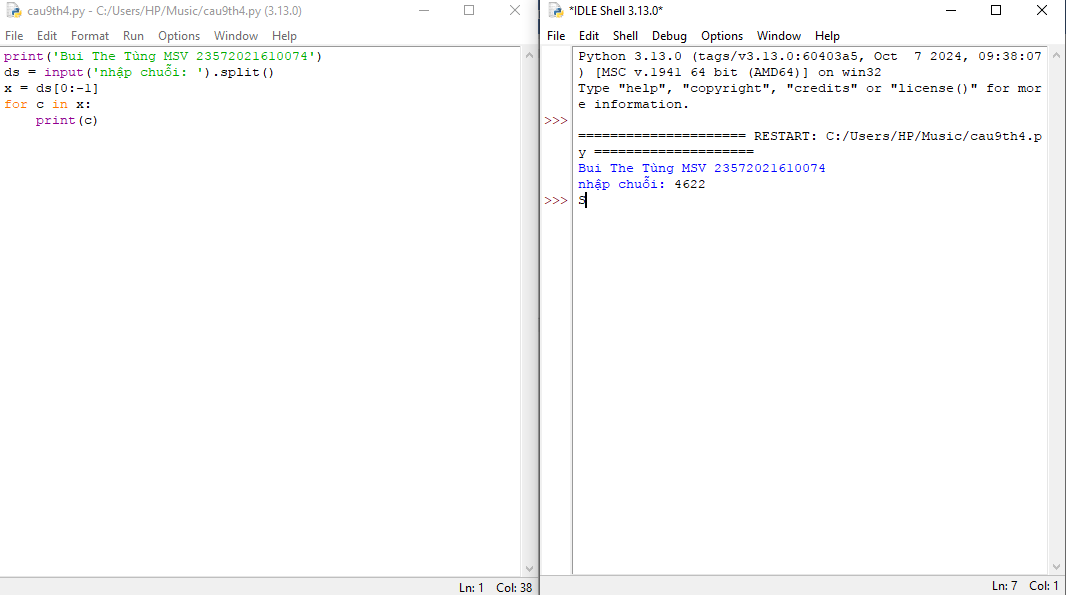 cau9th4.py - C:/Users/HP/Music/cau9th4.py (3.13.0)
File Edit Format Run Options Window Help
print('Bui The Tùng MSV 23572021610074')
ds = input('nhập chuỗi: ').split()
x = ds[0:-1]
for c in x:
    print(c)
Ln: 1 Col: 38
*IDLE Shell 3.13.0*
File Edit Shell Debug Options Window Help
Python 3.13.0 (tags/v3.13.0:60403a5, Oct  7 2024, 09:38:07
) [MSC v.1941 64 bit (AMD64)] on win32
Type "help", "copyright", "credits" or "license()" for mor
e information.
>>>
===================== RESTART: C:/Users/HP/Music/cau9th4.p
y ====================
Bui The Tùng MSV 23572021610074
nhập chuỗi: 4622
>>> S
Ln: 7 Col: 1